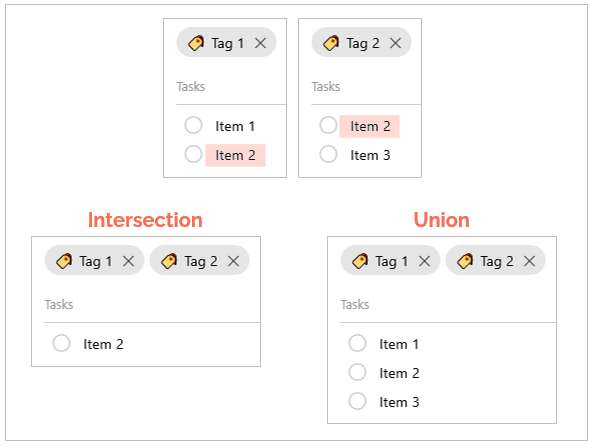 Tag 1
Tasks
Item 1
Item 2
Tag 2
Tasks
Item 2
Item 3
Intersection
Tag 1 Tag 2
Tasks
Item 2
Union
Tag 1 Tag 2
Tasks
Item 1
Item 2
Item 3